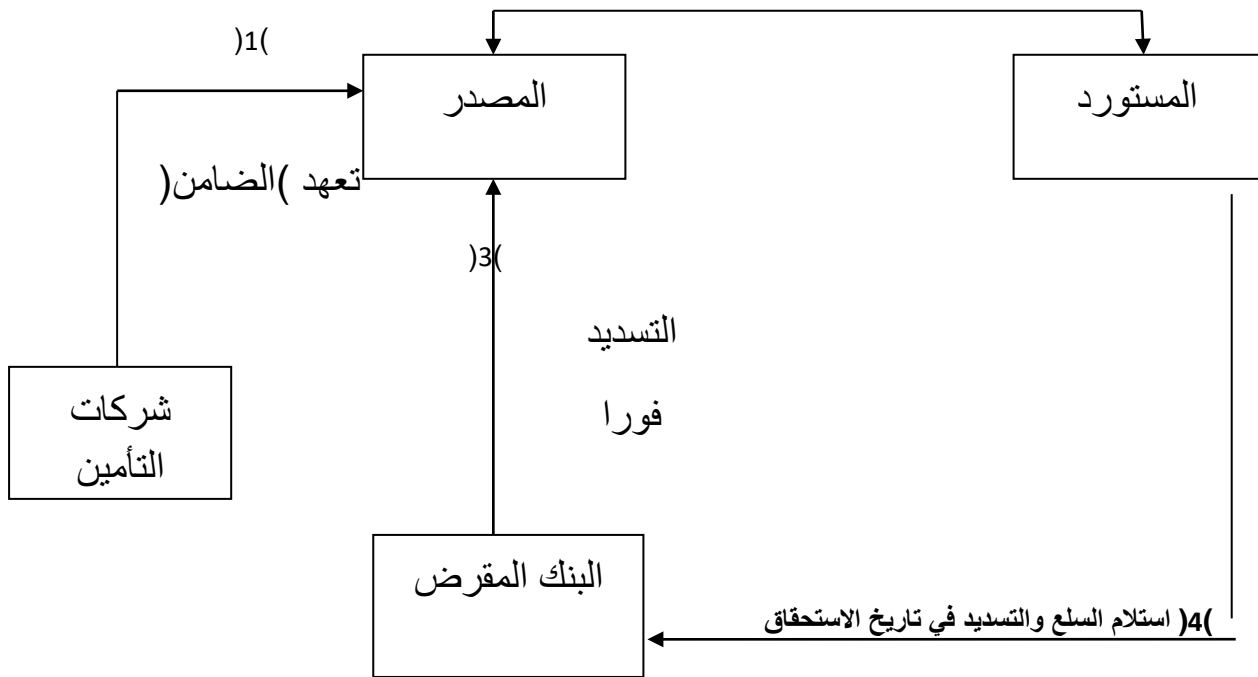 )1(
المصدر
المستورد
تعهد )الضامن(
)3(
التسديد
فورا
شركات
التأمين
البنك المقرض
)4( استلام السلع والتسديد في تاريخ الاستحقاق